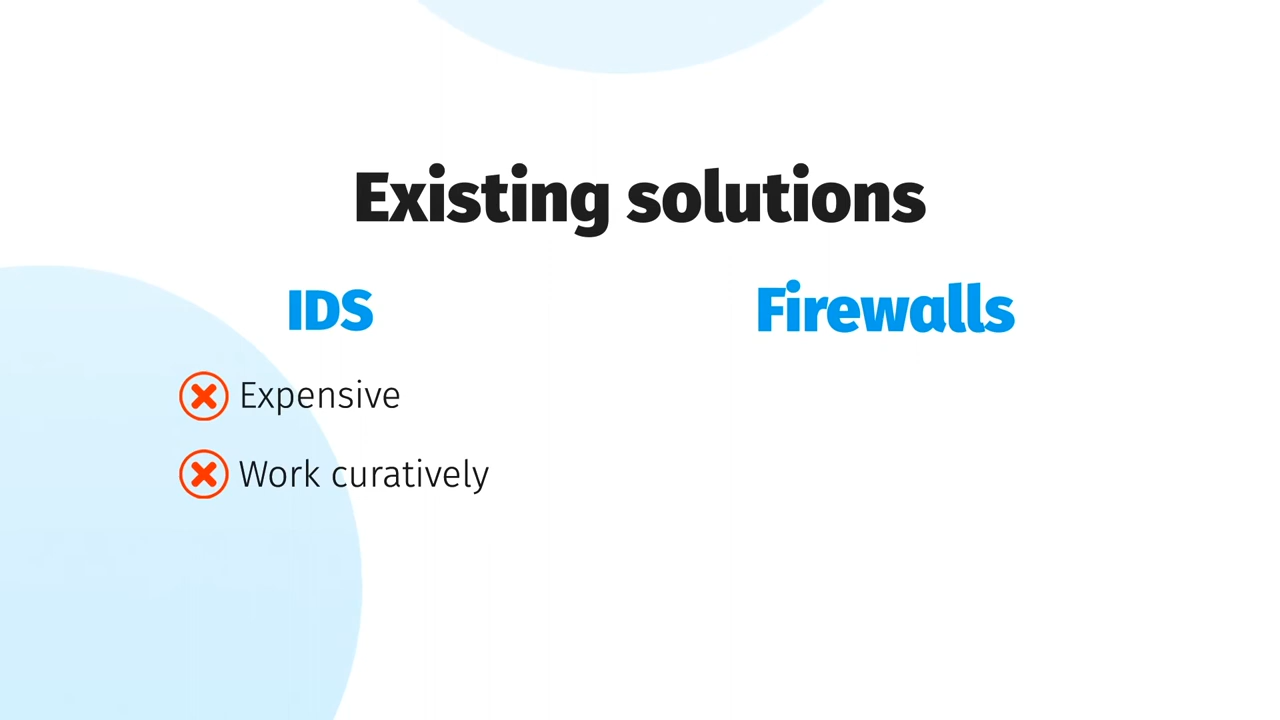 Existing solutions
IDS
Firewalls
Expensive
Work curatively